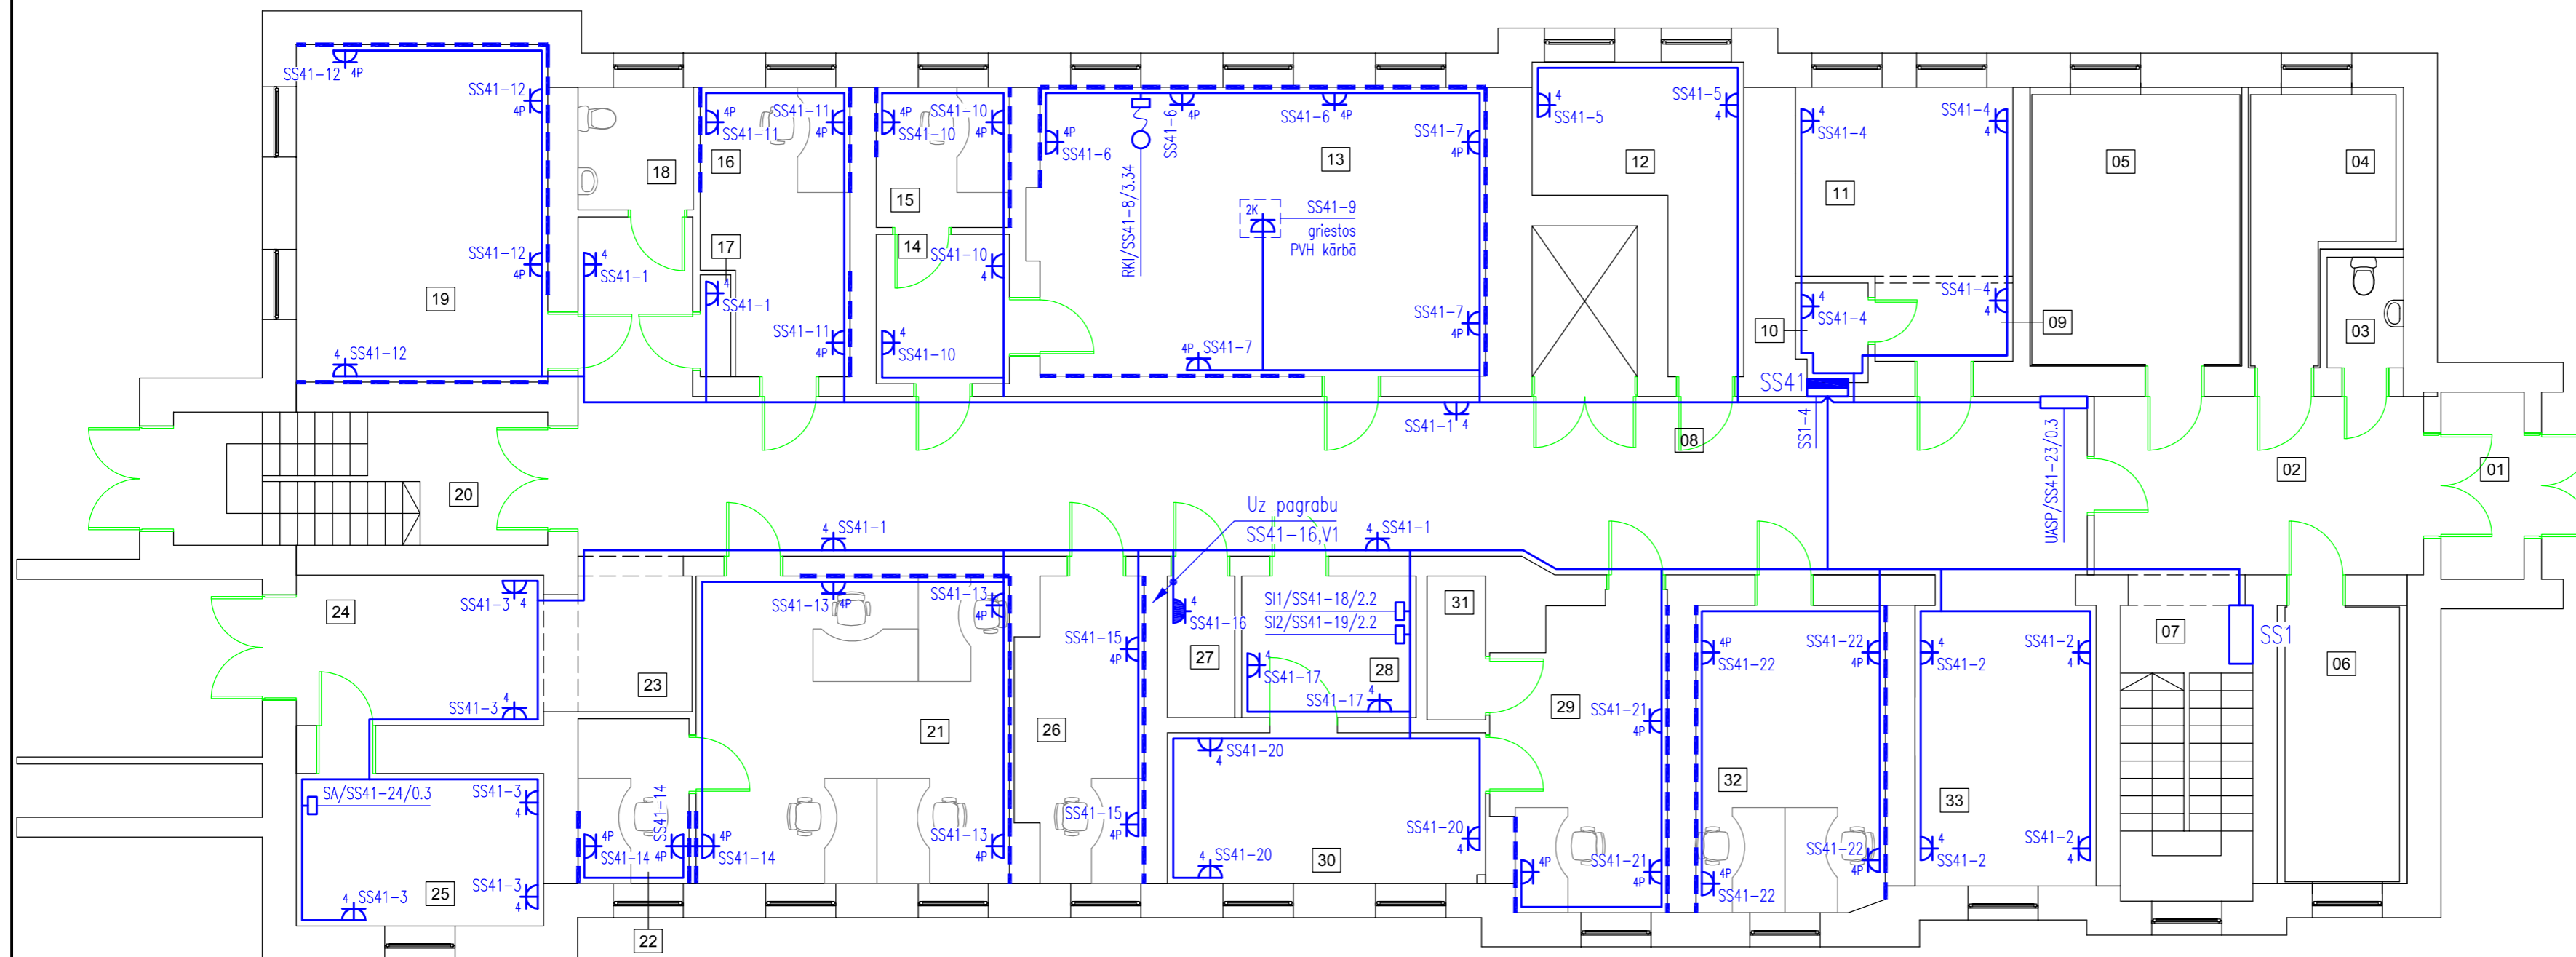 SS41-12
4P
SS41-12
4P
SS41-12
4P
4
SS41-12
19
18
4
SS41-1
16
4P
SS41-11
SS41-11
4P
17
4
SS41-1
SS41-11
4P
4P
SS41-10
SS41-10
4P
15
14
SS41-10
4
4
SS41-10
4P
SS41-6
RKI/SS41-8/3.34
SS41-6
4P
SS41-6
4P
13
SS41-7
4P
2K
SS41-9
griestos
PVH kārbā
SS41-7
4P
4P
SS41-7
SS41-1
4
4
SS41-5
SS41-5
4
12
4
SS41-4
SS41-4
4
11
4
SS41-4
SS41-4
4
10
09
SS41
SS1-4
08
UASP/SS41-23/0.3
05
04
03
02
01
20
Uz pagrabu
SS41-16,V1
4
SS41-1
4
SS41-1
24
SS41-3
4
SS41-3
4
23
SA/SS41-24/0.3
SS41-3
4
SS41-3
4
4
SS41-3
25
4P
SS41-14
SS41-14
4P
22
SS41-13
4P
SS41-13
4P
21
SS41-13
4P
4P
SS41-14
SS41-15
4P
26
SS41-15
4P
4
SS41-16
27
SI1/SS41-18/2.2
SI2/SS41-19/2.2
4
SS41-17
28
4
SS41-17
31
SS41-20
4
SS41-20
4
4
SS41-20
30
29
SS41-21
4P
SS41-21
4P
4P
4P
SS41-22
SS41-22
4P
32
SS41-22
4P
4P
SS41-22
4
SS41-2
SS41-2
4
33
4
SS41-2
SS41-2
4
07
SS1
06